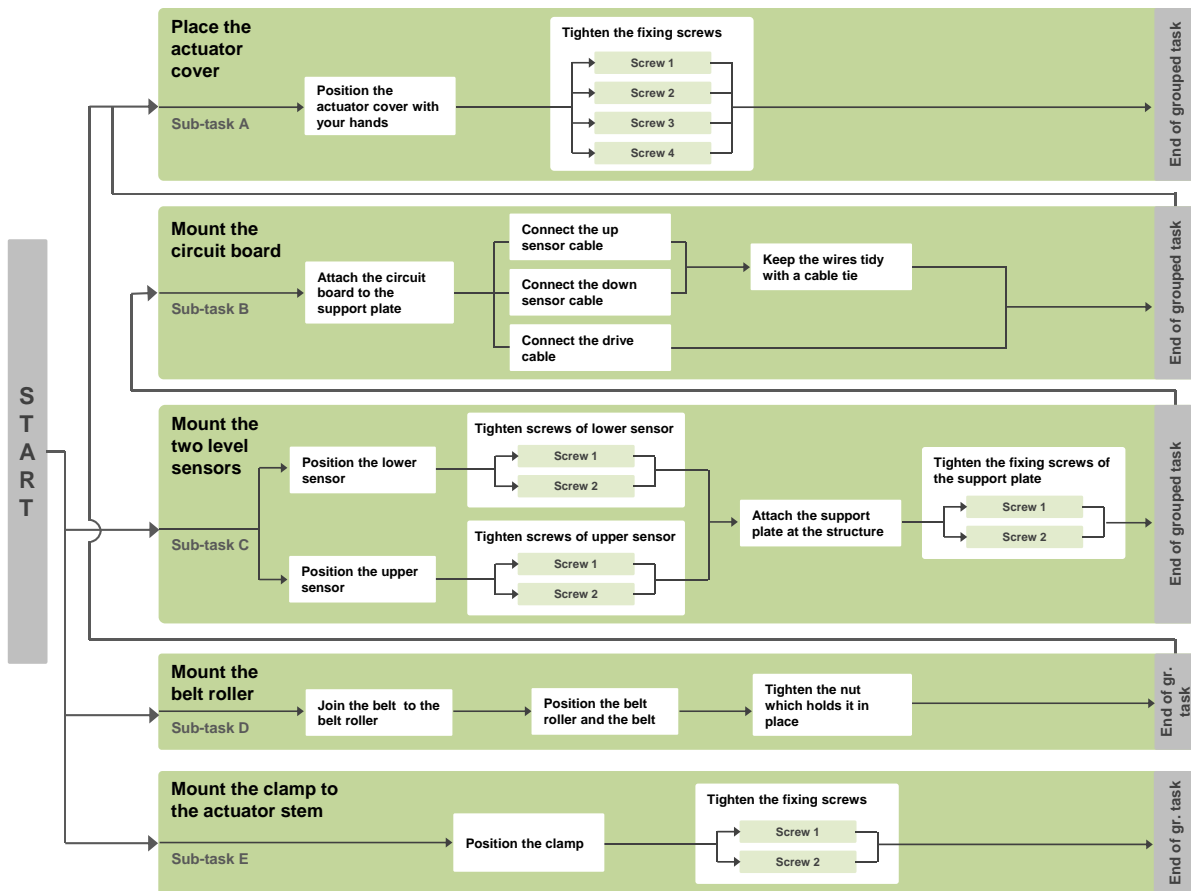 START
Place the
actuator
cover
Sub-task A
Position the
actuator cover with
your hands
Tighten the fixing screws
Screw 1
Screw 2
Screw 3
Screw 4
End of grouped task
Mount the
circuit board
Sub-task B
Attach the circuit
board to the
support plate
Connect the up
sensor cable
Connect the down
sensor cable
Connect the drive
cable
Keep the wires tidy
with a cable tie
End of grouped task
Mount the
two level
sensors
Sub-task C
Position the lower
sensor
Tighten screws of lower sensor
Screw 1
Screw 2
Position the upper
sensor
Tighten screws of upper sensor
Screw 1
Screw 2
Attach the support
plate at the structure
Tighten the fixing screws of
the support plate
Screw 1
Screw 2
End of grouped task
Mount the
belt roller
Sub-task D
Join the belt to the
belt roller
Position the belt
roller and the belt
Tighten the nut
which holds it in
place
End of gr.
task
Mount the clamp to
the actuator stem
Sub-task E
Position the clamp
Tighten the fixing screws
Screw 1
Screw 2
End of gr. task